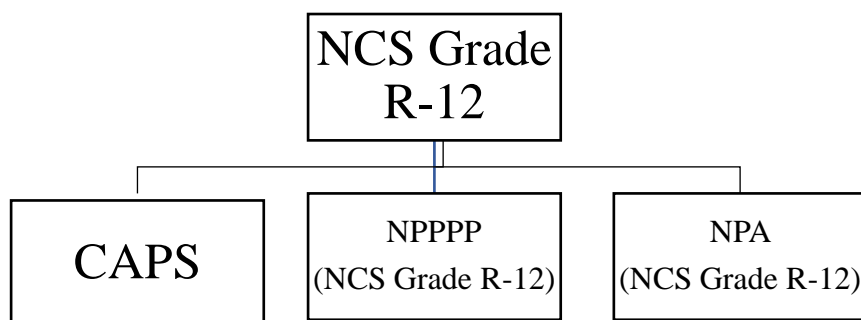 NCS Grade
R-12
CAPS
NPPPP
(NCS Grade R-12)
NPA
(NCS Grade R-12)